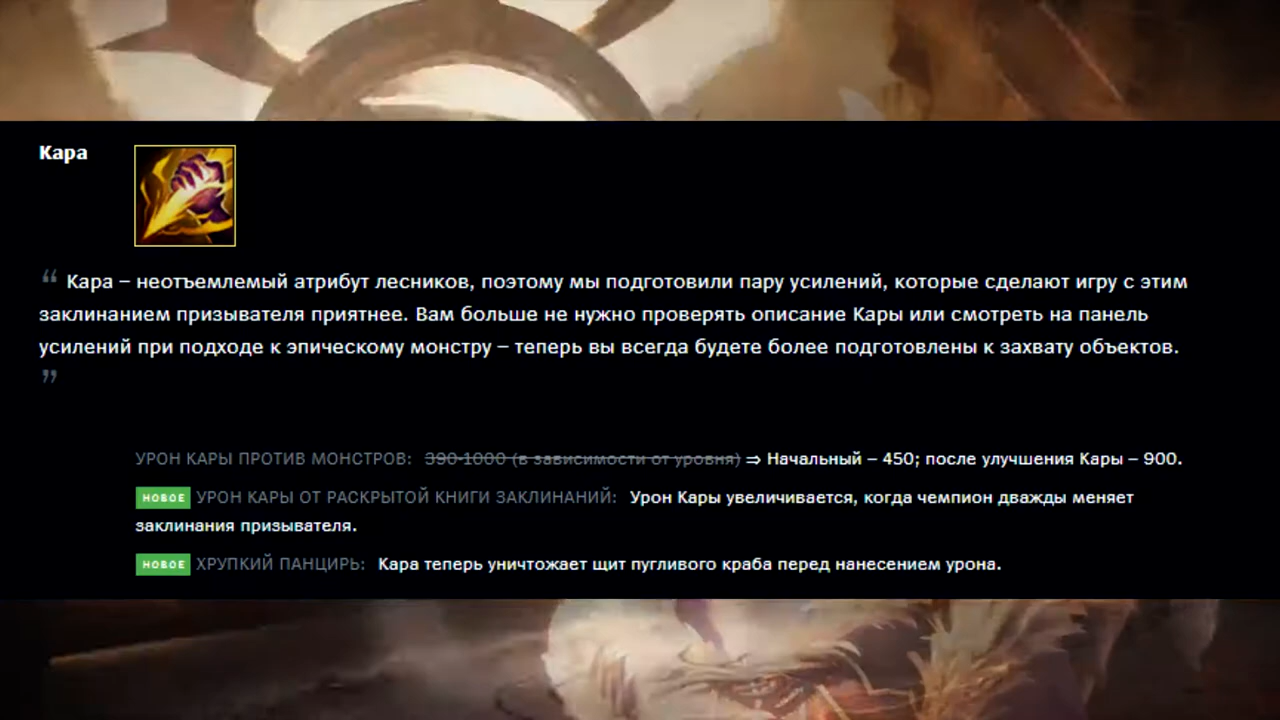 Кара
“ Кара – неотъемлемый атрибут лесников, поэтому мы подготовили пару усилений, которые сделают игру с этим
заклинанием призывателя приятнее. Вам больше не нужно проверять описание Кары или смотреть на панель
усилений при подходе к эпическому монстру – теперь вы всегда будете более подготовлены к захвату объектов.
”
УРОН КАРЫ ПРОТИВ МОНСТРОВ: 390-1000 (в зависимости от уровня) ⇒ Начальный – 450; после улучшения Кары – 900.
НОВОЕ УРОН КАРЫ ОТ РАСКРЫТОЙ КНИГИ ЗАКЛИНАНИЙ: Урон Кары увеличивается, когда чемпион дважды меняет
заклинания призывателя.
НОВОЕ ХРУПКИЙ ПАНЦИРЬ: Кара теперь уничтожает щит пугливого краба перед нанесением урона.